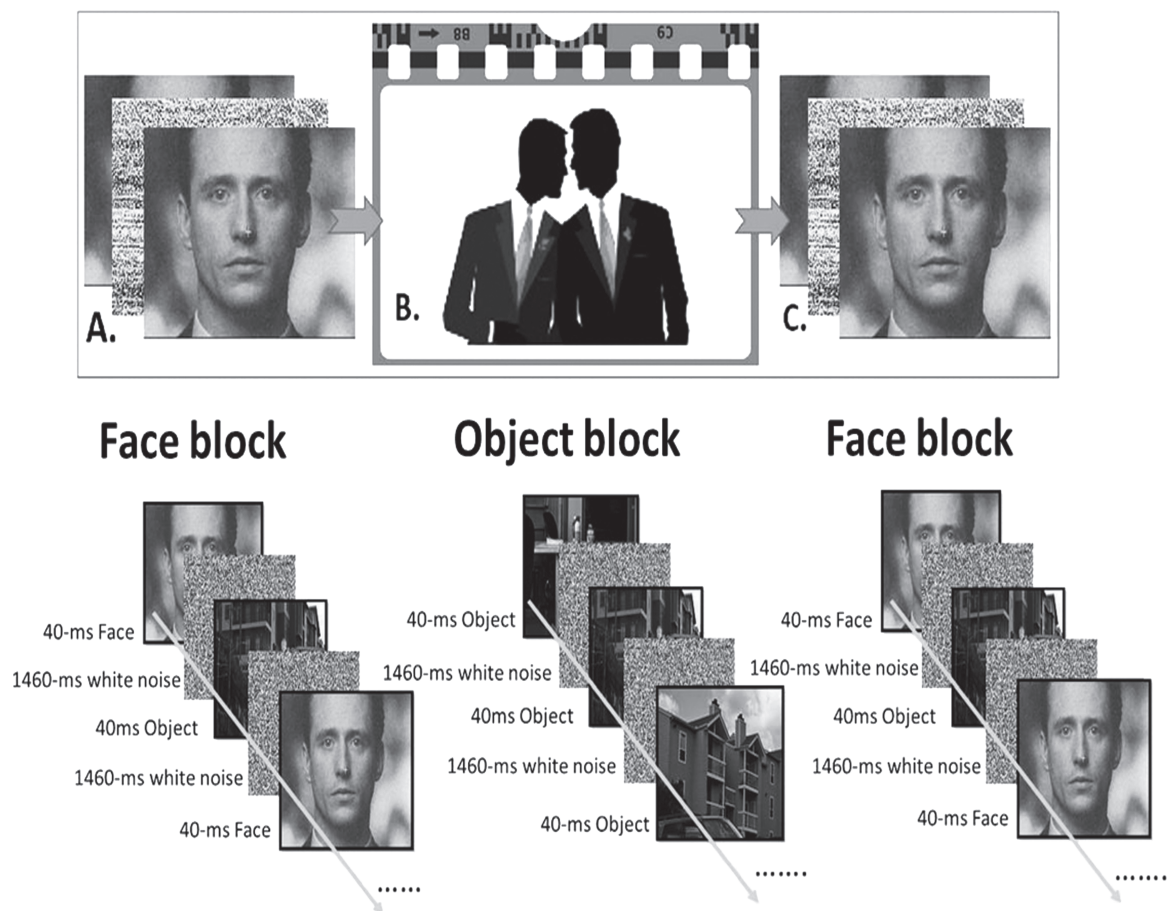 B8
C9
A.
B.
C.
Face block
Object block
Face block
40-ms Face
1460-ms white noise
40ms Object
1460-ms white noise
40-ms Face
......
40-ms Object
1460-ms white noise
40ms Object
1460-ms white noise
40-ms Object
.......
40-ms Face
1460-ms white noise
40ms Object
1460-ms white noise
40-ms Face
.......